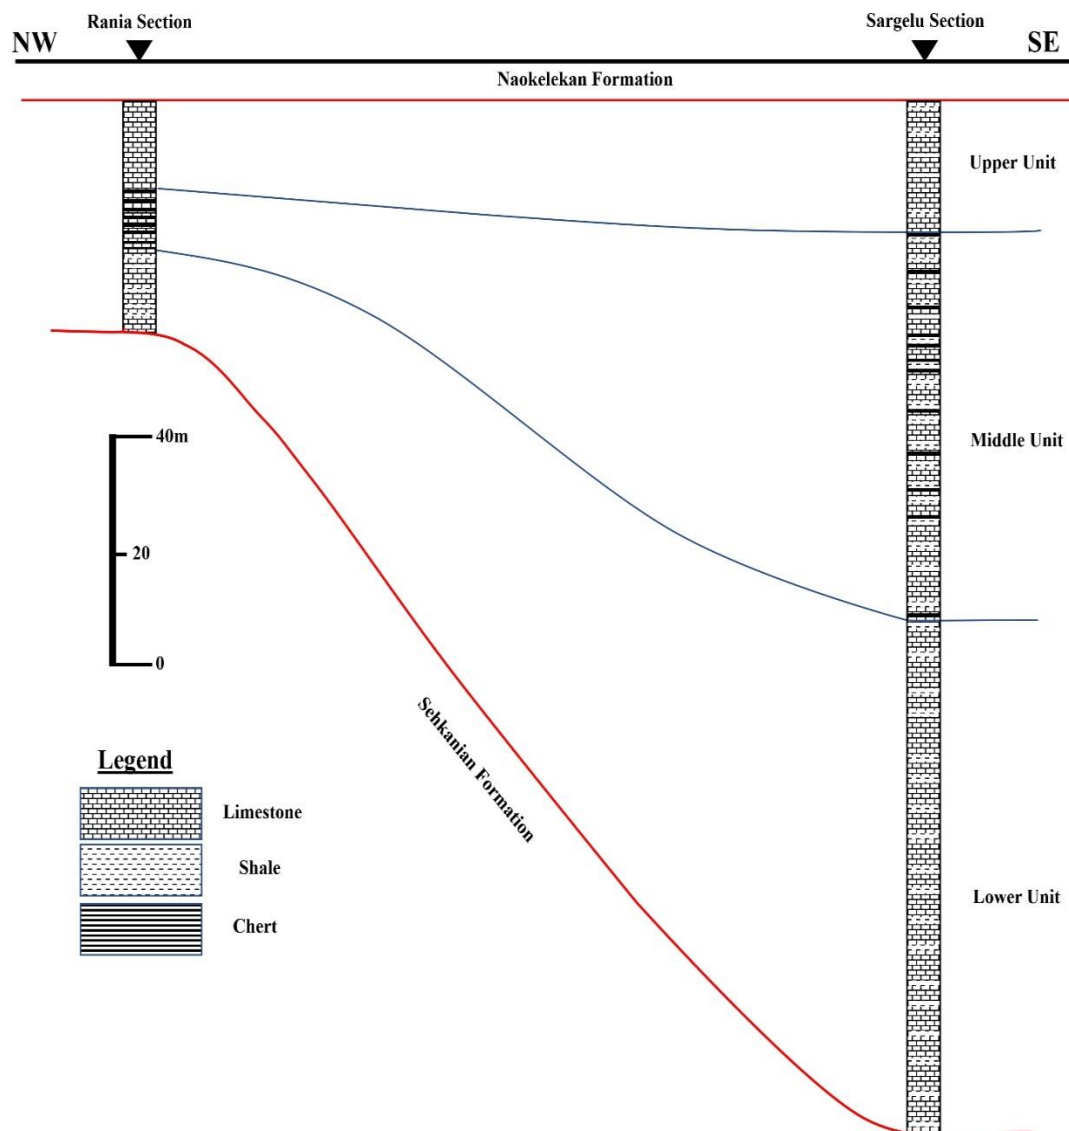 Rania Section
Sargelu Section
NW
SE
Naokelekan Formation
Upper Unit
40m
Middle Unit
20
0
Sehkanian Formation
Legend
Limestone
Shale
Lower Unit
Chert